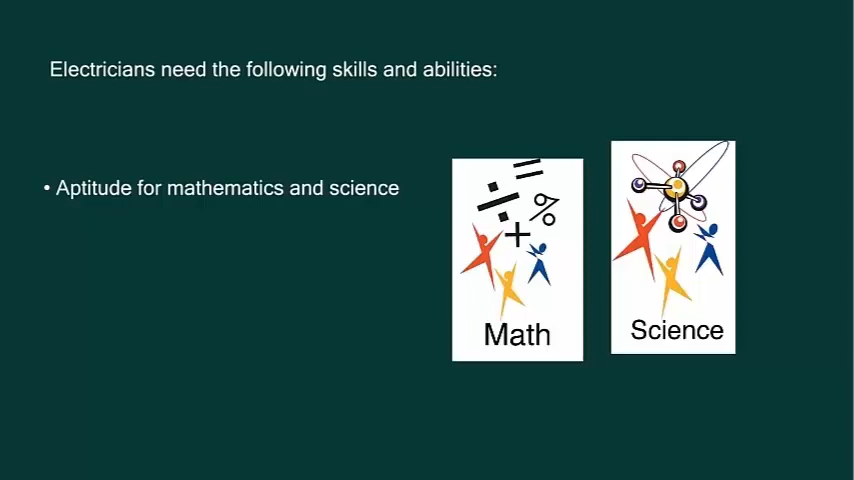 Electricians need the following skills and abilities:
• Aptitude for mathematics and science
= ÷ % +
Math
Science